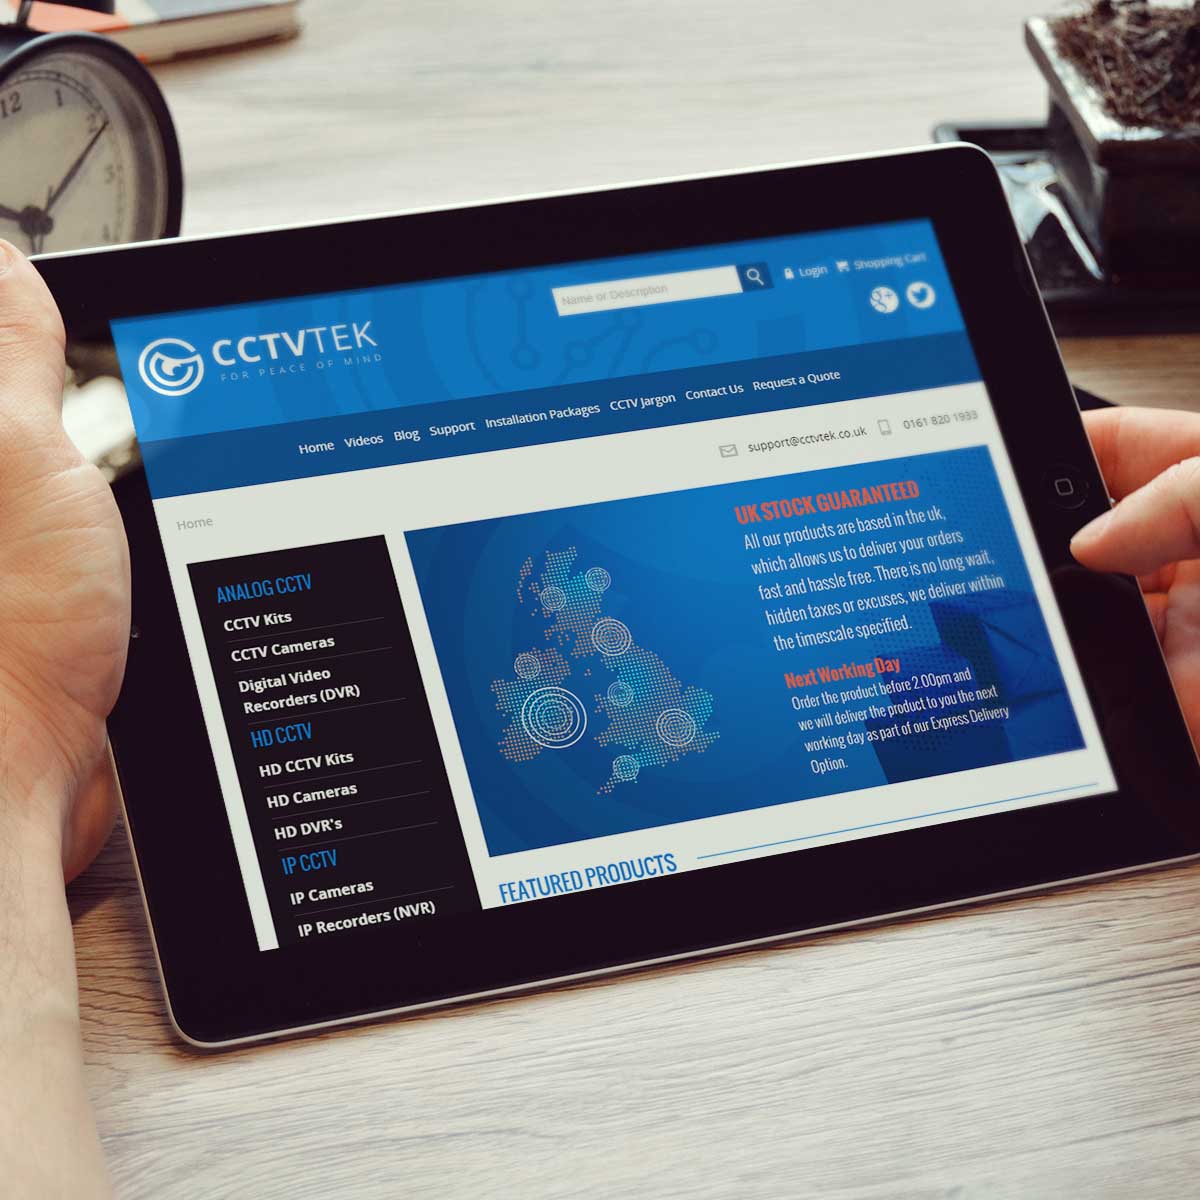 12
1
2
3
4
Name or Description
Login
Shopping Cart
g+
CCTVTEK
FOR PEACE OF MIND
Home Videos Blog Support Installation Packages CCTV Jargon Contact Us Request a Quote
support@cctvtek.co.uk
0161 820 1933
Home
ANALOG CCTV
CCTV Kits
CCTV Cameras
Digital Video
Recorders (DVR)
HD CCTV
HD CCTV Kits
HD Cameras
HD DVR's
IP CCTV
IP Cameras
IP Recorders (NVR)
UK STOCK GUARANTEED
All our products are based in the uk,
which allows us to deliver your orders
fast and hassle free. There is no long wait,
hidden taxes or excuses, we deliver within
the timescale specified.
Next Working Day
Order the product before 2.00pm and
we will deliver the product to you the next
working day as part of our Express Delivery
Option.
FEATURED PRODUCTS